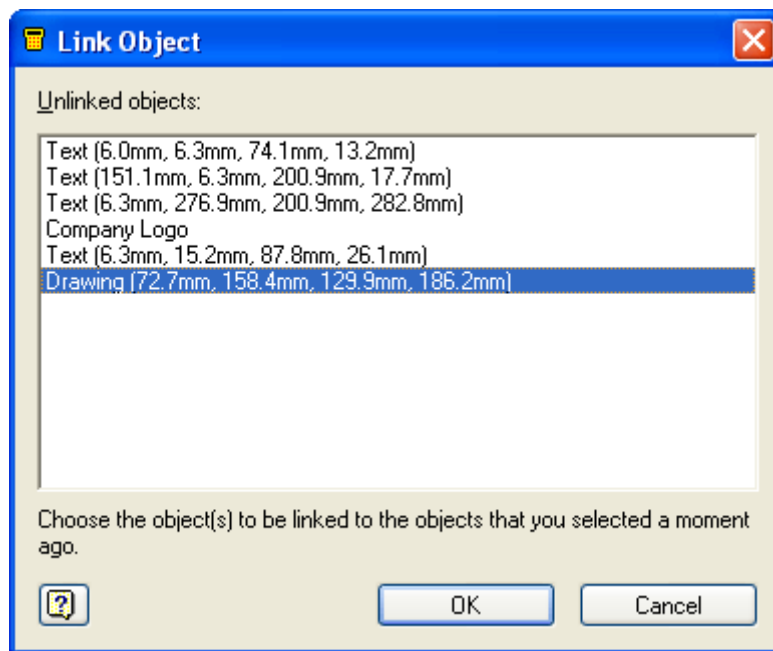 Link Object
Unlinked objects:
Text (6.0mm, 6.3mm, 74.1mm, 13.2mm)
Text (151.1mm, 6.3mm, 200.9mm, 17.7mm)
Text (6.3mm, 276.9mm, 200.9mm, 282.8mm)
Company Logo
Text (6.3mm, 15.2mm, 87.8mm, 26.1mm)
Drawing (72.7mm, 158.4mm, 129.9mm, 186.2mm)
Choose the object(s) to be linked to the objects that you selected a moment
ago.
? OK Cancel